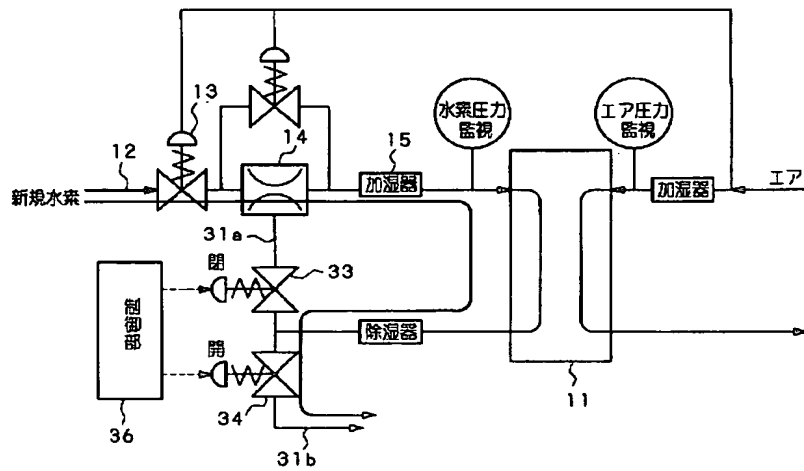 13
12
新規水素
14
15
加湿器
水素圧力
監視
エア圧力
監視
加湿器
エア
31a
閉
33
制御部
開
除湿器
36
34
31b
11